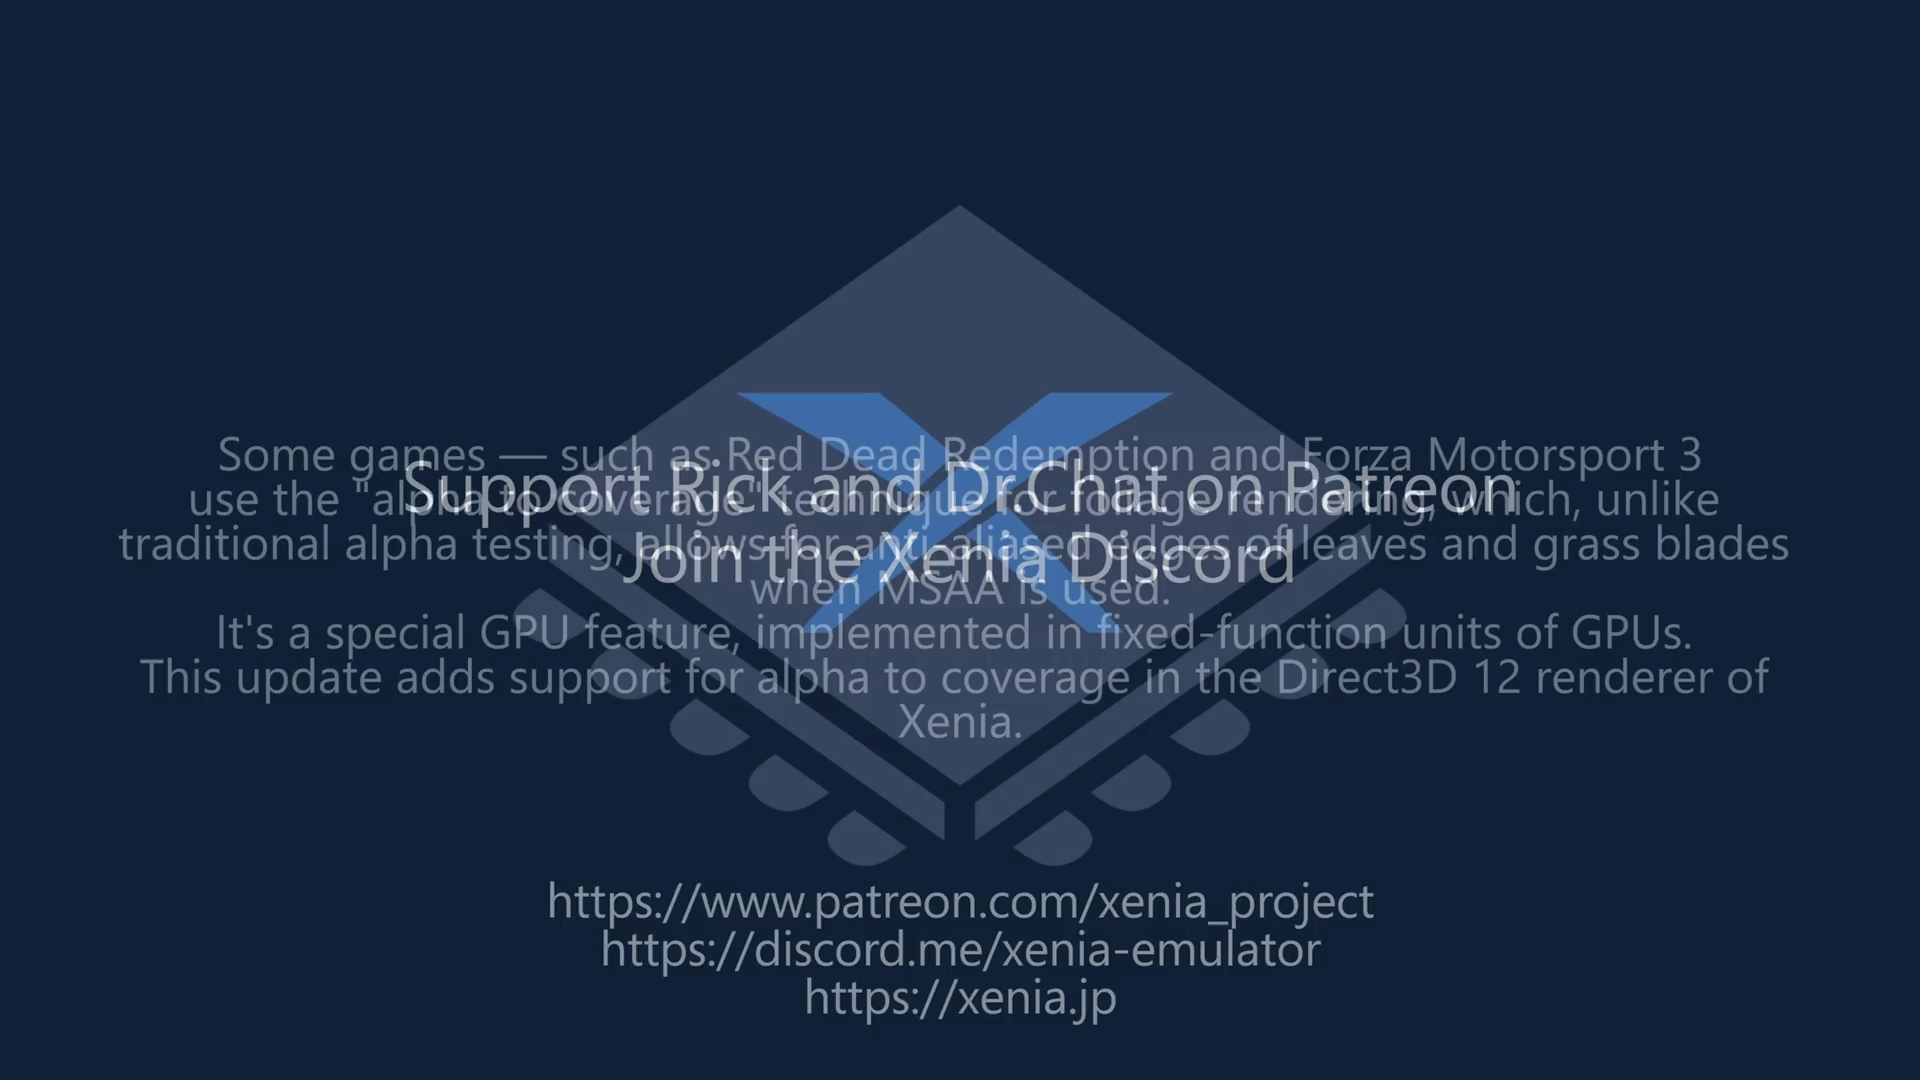 Some games — such as Red Dead Redemption and Forza Motorsport 3
use the "alpha to coverage" technique for foliage rendering, which, unlike
traditional alpha testing, allows for antialiased edges of leaves and grass blades
when MSAA is used.
It's a special GPU feature, implemented in fixed-function units of GPUs.
This update adds support for alpha to coverage in the Direct3D 12 renderer of
Xenia.
Support Rick and DrChat on Patreon
Join the Xenia Discord
https://www.patreon.com/xenia_project
https://discord.me/xenia-emulator
https://xenia.jp